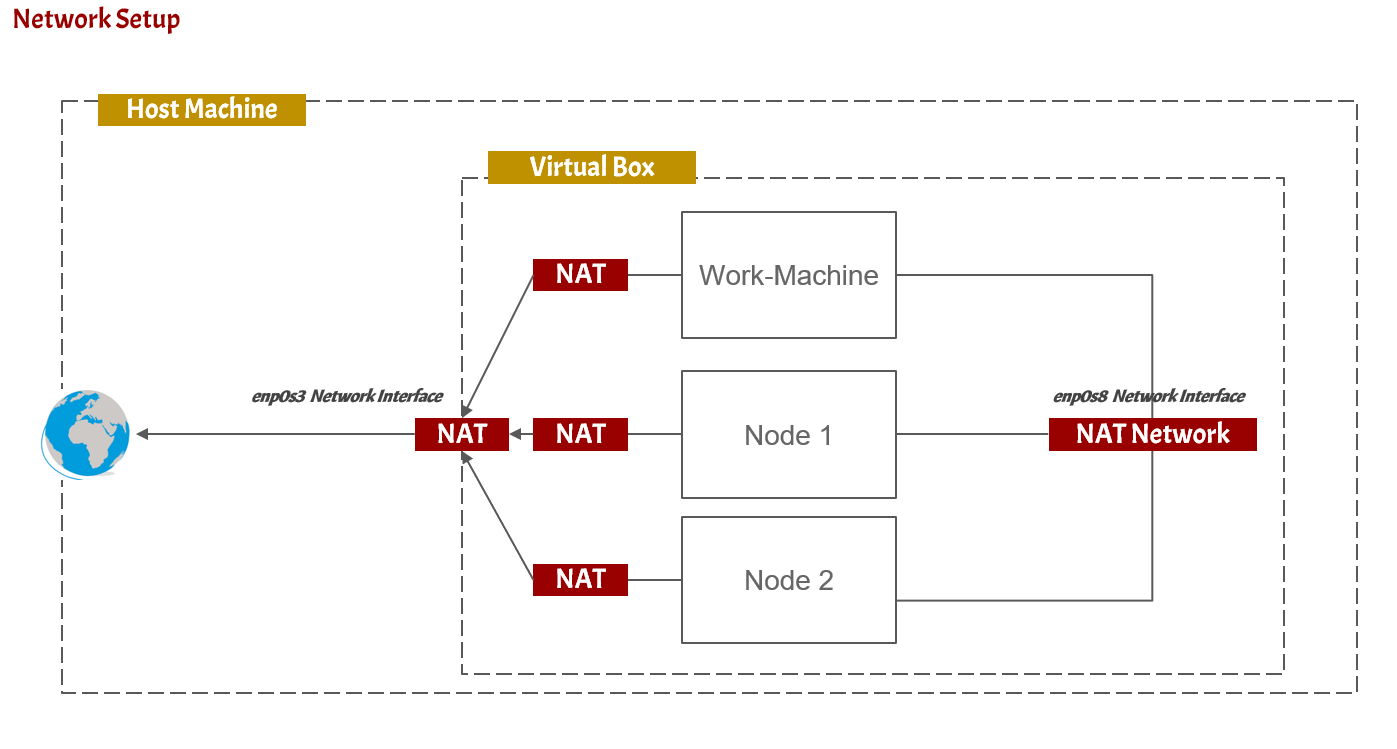 Network Setup
Host Machine
Virtual Box
NAT
Work-Machine
enp0s3 Network Interface
enp0s8 Network Interface
NAT
NAT
Node 1
NAT Network
NAT
Node 2